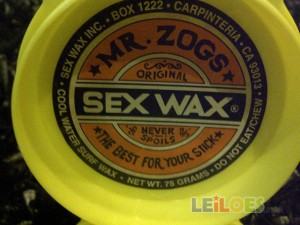 • SEX WAX INC. • BOX 1222 • CARPINTERIA • CA 93013 •
MR. ZOGS
ORIGINAL
SEX WAX®
NEVER SPOILS
THE BEST FOR YOUR STICK
COOL WATER SURF WAX • NET WT. 75 GRAMS • DO NOT EAT/CHEW
LEiLOES